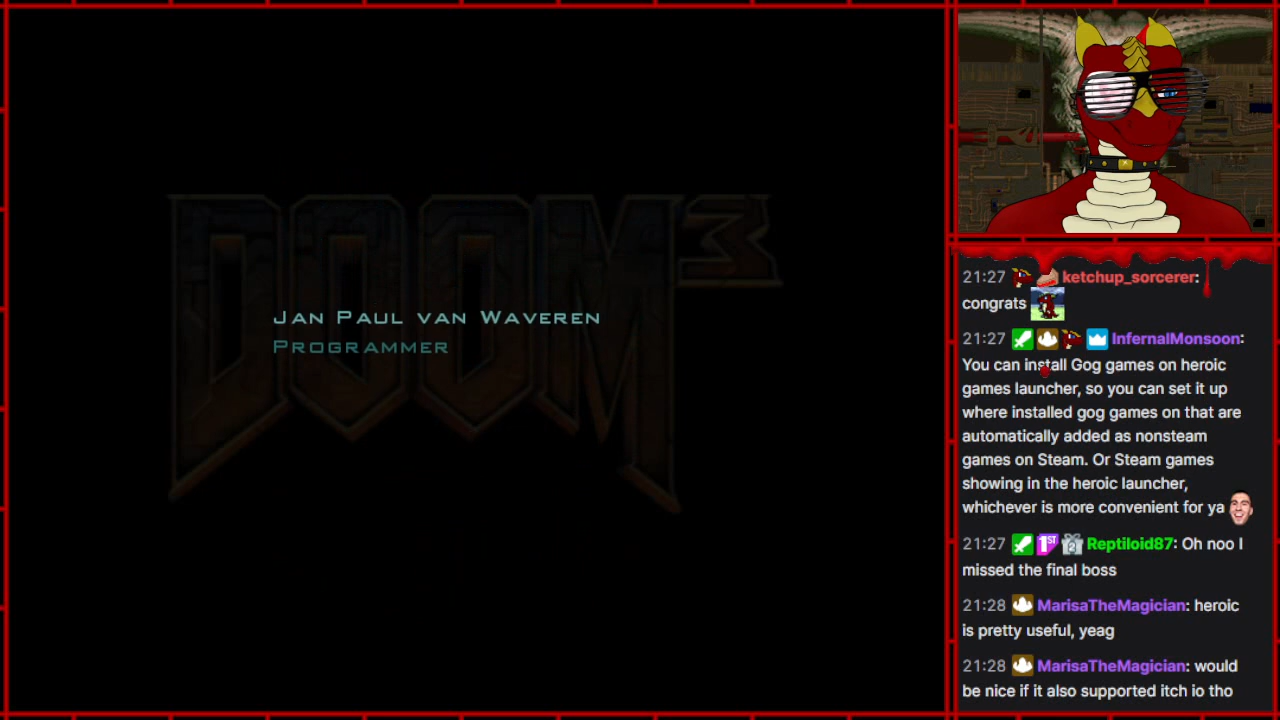 DOOM 3
Jan Paul van Waveren
Programmer
21:27 ketchup_sorcerer:
congrats
21:27 InfernalMonsoon:
You can install Gog games on heroic
games launcher, so you can set it up
where installed gog games on that are
automatically added as nonsteam
games on Steam. Or Steam games
showing in the heroic launcher,
whichever is more convenient for ya
21:27 1ST 2 Reptiloid87: Oh noo I
missed the final boss
21:28 MarisaTheMagician: heroic
is pretty useful, yeag
21:28 MarisaTheMagician: would
be nice if it also supported itch io tho